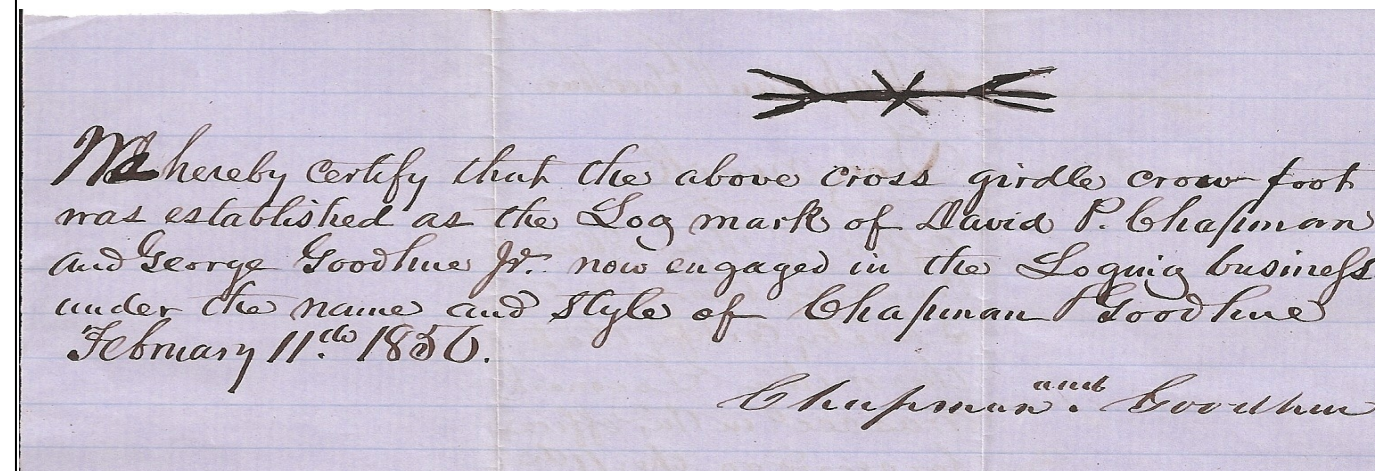 We hereby certify that the above cross girdle crow foot
was established as the Log mark of David P. Chapman
and George Goodhue Jr. now engaged in the Loguig business
under the name and style of Chapman & Goodhue
February 11th 1856.
Chapman and Goodhue